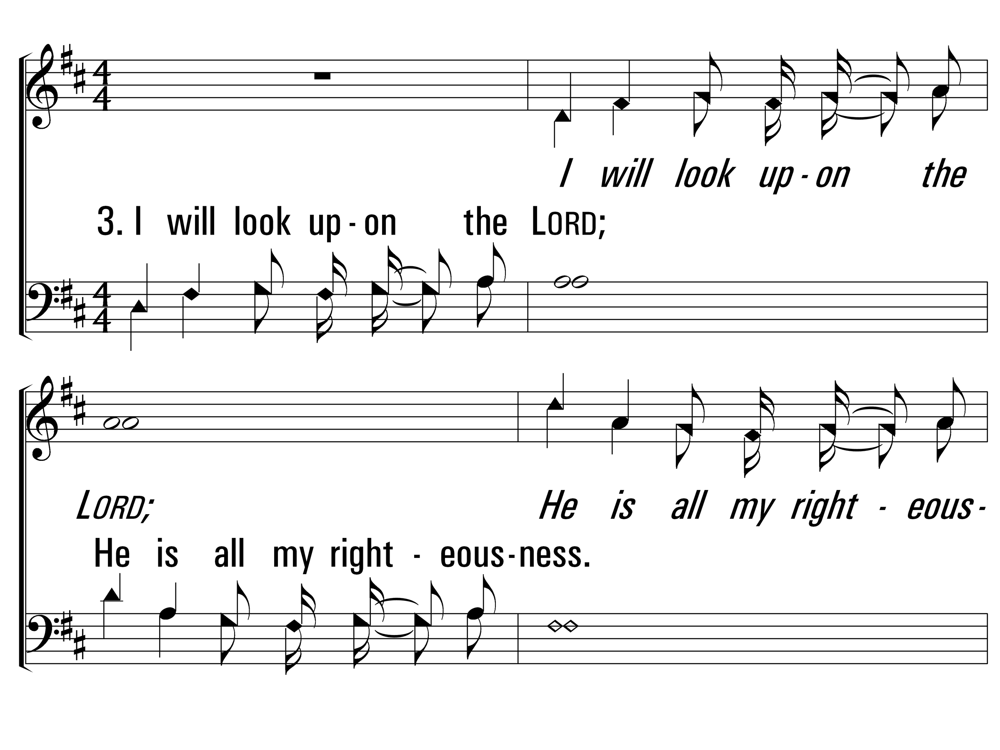 I will look up - on the
3. I will look up - on the LORD;
LORD; He is all my right - eous -
He is all my right - eous - ness.